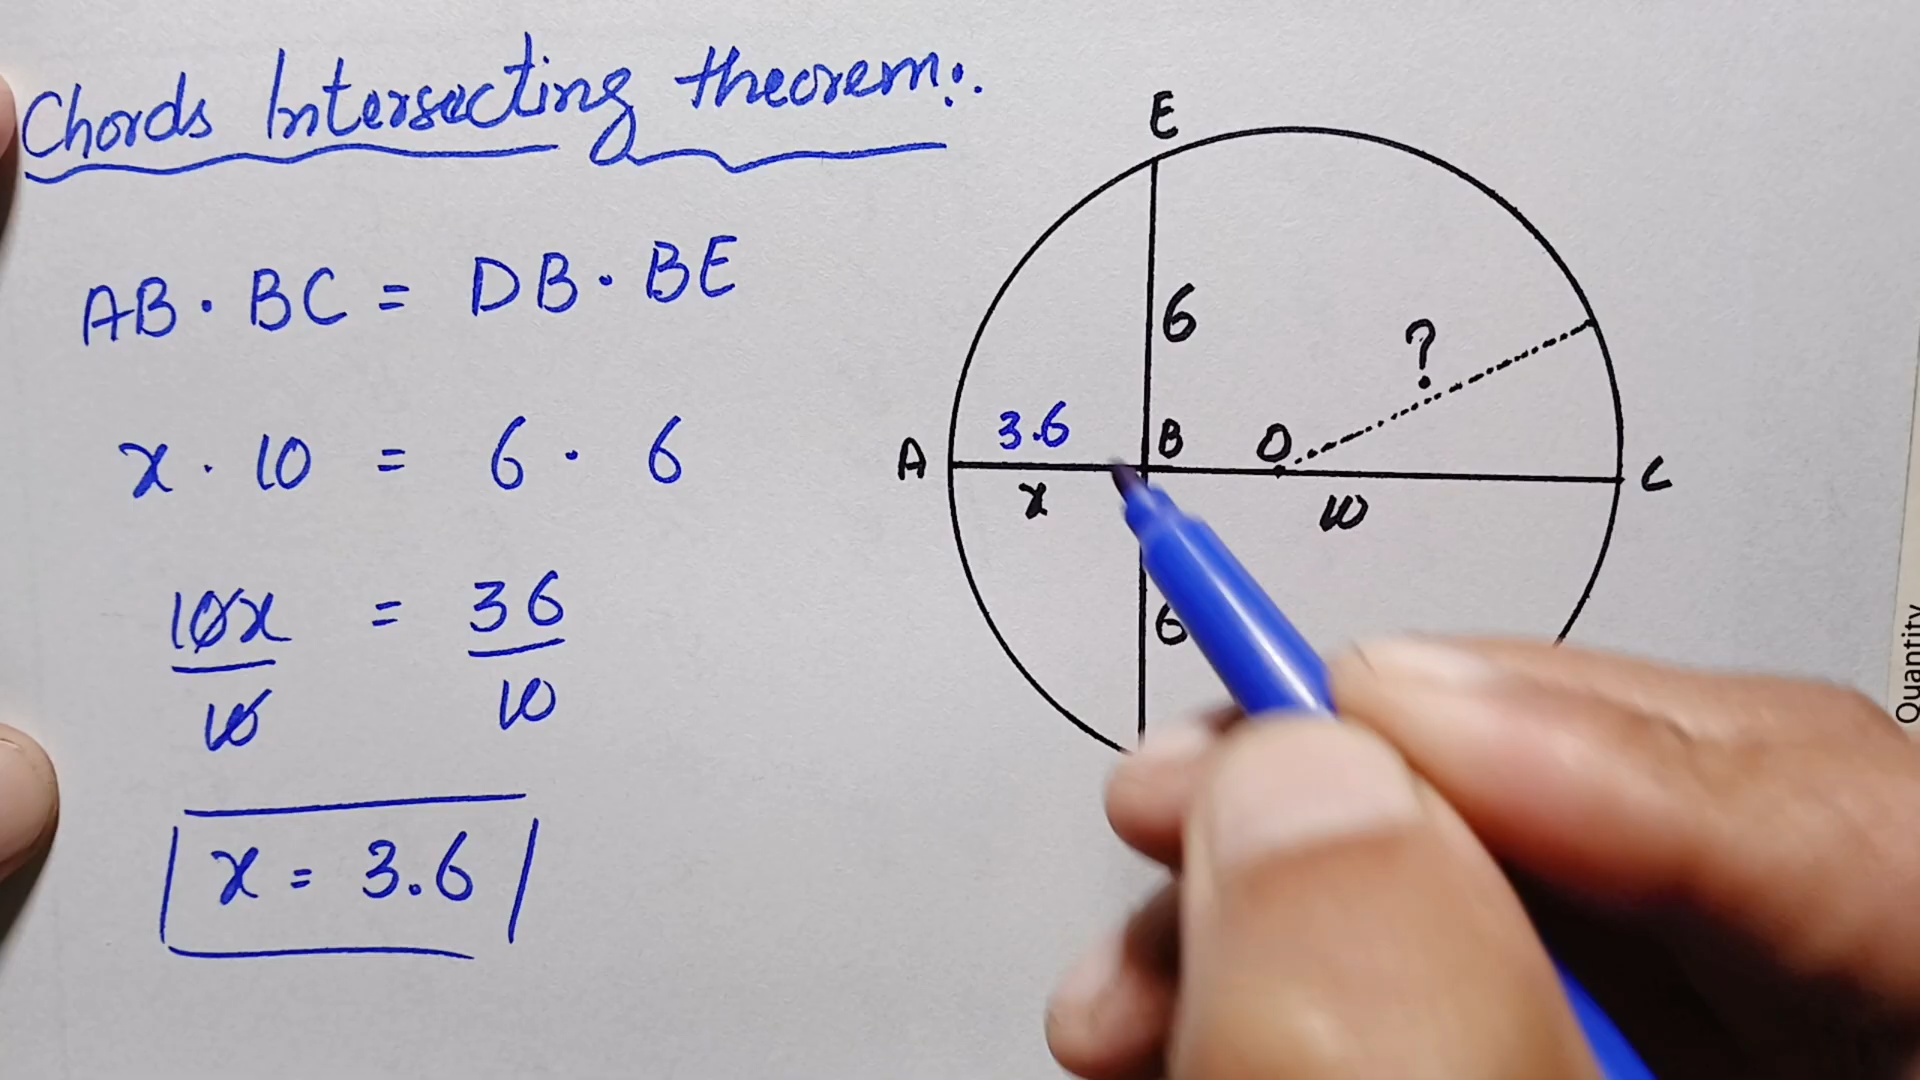 Chords Intersecting theorem:.
AB · BC = DB · BE
x · 10 = 6 · 6
10x = 36
10 10
x = 3.6
E
6
?
3.6
A B O C
x 10
6
Quantity